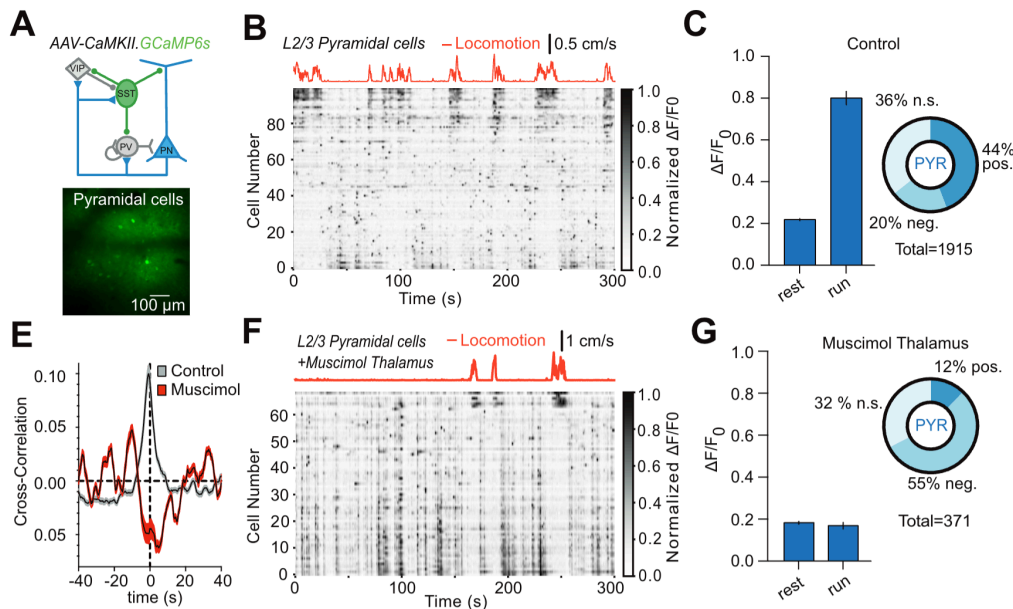 A
AAV-CaMKII.GCaMP6s
VIP
SST
PV
PN
Pyramidal cells
100 µm
B
L2/3 Pyramidal cells
Locomotion
0.5 cm/s
Cell Number
80
60
40
20
0
0
100
200
300
Time (s)
1.0
0.8
0.6
0.4
0.2
0.0
Normalized ΔF/F0
C
Control
ΔF/F0
1.0
0.8
0.6
0.4
0.2
0.0
rest
run
36% n.s.
44%
pos.
PYR
20% neg.
Total=1915
E
Control
Muscimol
Cross-Correlation
0.10
0.05
0.00
0.05
-40
-20
0
20
40
time (s)
F
L2/3 Pyramidal cells
+Muscimol Thalamus
Locomotion
1 cm/s
Cell Number
60
50
40
30
20
10
0
0
100
200
300
Time (s)
1.0
0.8
0.6
0.4
0.2
0.0
Normalized ΔF/F0
G
Muscimol Thalamus
ΔF/F0
1.0
0.8
0.6
0.4
0.2
0.0
rest
run
12% pos.
32 % n.s.
PYR
55% neg.
Total=371